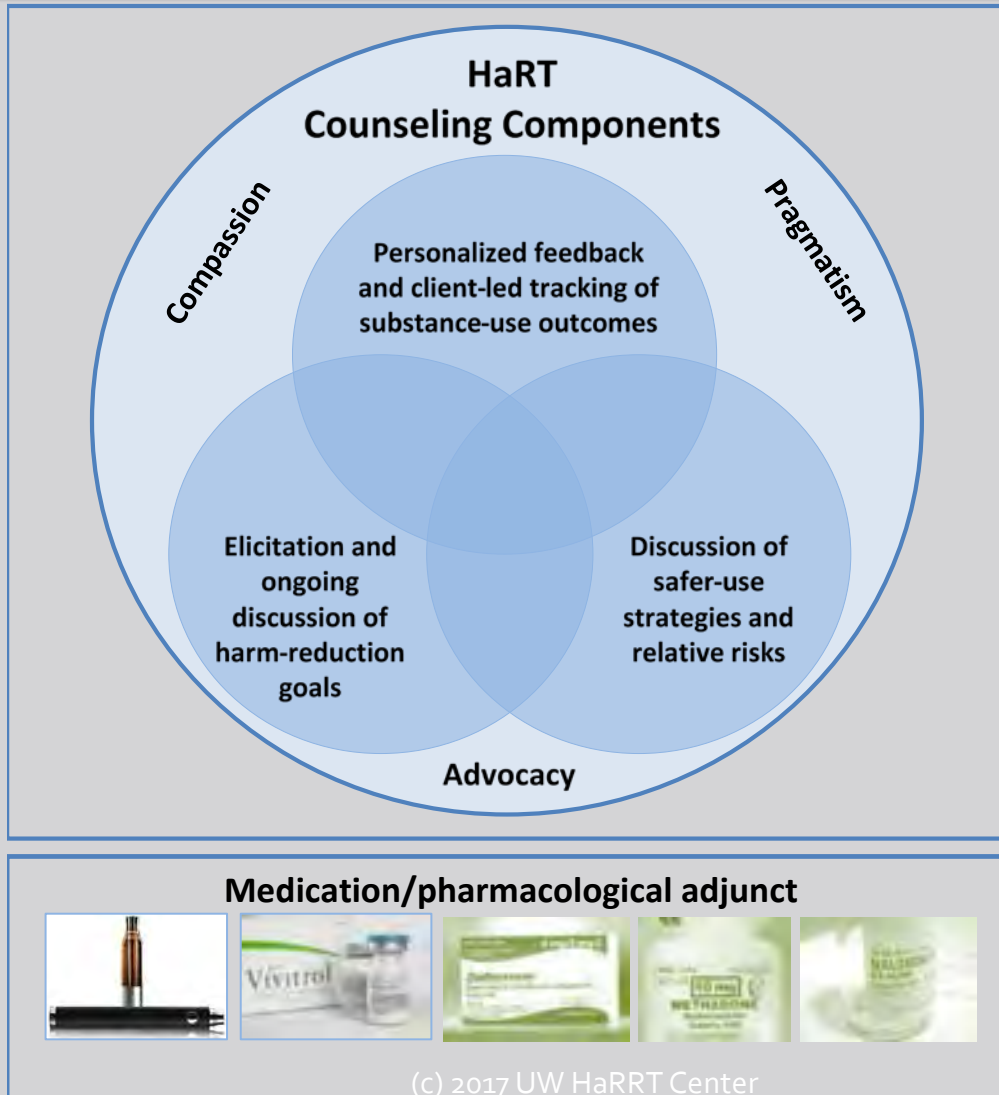 HaRT
Counseling Components
Compassion
Pragmatism
Personalized feedback
and client-led tracking of
substance-use outcomes
Elicitation and
ongoing
discussion of
harm-reduction
goals
Discussion of
safer-use
strategies and
relative risks
Advocacy
Medication/pharmacological adjunct
Vivitrol
10 mg
METHADONE
(c) 2017 UW HaRRT Center